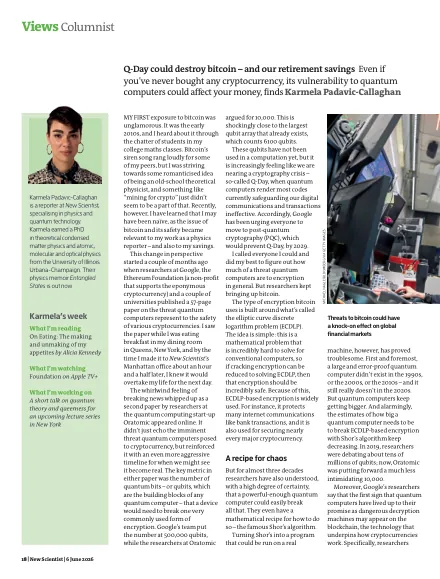 Views Columnist
Q-Day could destroy bitcoin – and our retirement savings Even if
you've never bought any cryptocurrency, its vulnerability to quantum
computers could affect your money, finds Karmela Padavic-Callaghan
Karmela Padavic-Callaghan
is a reporter at New Scientist,
specialising in physics and
quantum technology.
Karmela earned a PhD
in theoretical condensed
matter physics and atomic,
molecular and optical physics
from the University of Illinois
Urbana-Champaign. Their
physics memoir Entangled
States is out now
Karmela's week
What I'm reading
On Eating: The making
and unmaking of my
appetites by Alicia Kennedy
What I'm watching
Foundation on Apple TV+
What I'm working on
A short talk on quantum
theory and queerness for
an upcoming lecture series
in New York
MY FIRST exposure to bitcoin was
unglamorous. It was the early
2010s, and I heard about it through
the chatter of students in my
college maths classes. Bitcoin's
siren song rang loudly for some
of my peers, but I was striving
towards some romanticised idea
of being an old-school theoretical
physicist, and something like
"mining for crypto" just didn't
seem to be a part of that. Recently,
however, I have learned that I may
have been naive, as the issue of
bitcoin and its safety became
relevant to my work as a physics
reporter – and also to my savings.
This change in perspective
started a couple of months ago
when researchers at Google, the
Ethereum Foundation (a non-profit
that supports the eponymous
cryptocurrency) and a couple of
universities published a 57-page
paper on the threat quantum
computers represent to the safety
of various cryptocurrencies. I saw
the paper while I was eating
breakfast in my dining room
in Queens, New York, and by
the time I made it to New Scientist's
Manhattan office about an hour
and a half later, I knew it would
overtake my life for the next day.
The whirlwind feeling of
breaking news whipped up as a
second paper by researchers at
the quantum computing start-up
Oratomic appeared online. It
didn't just echo the imminent
threat quantum computers posed
to cryptocurrency, but reinforced
it with an even more aggressive
timeline for when we might see
it become real. The key metric in
either paper was the number of
quantum bits – or qubits, which
are the building blocks of any
quantum computer – that a device
would need to break one very
commonly used form of
encryption. Google's team put
the number at 500,000 qubits,
while the researchers at Oratomic
argued for 10,000. This is
shockingly close to the largest
qubit array that already exists,
which counts 6100 qubits.
These qubits have not been
used in a computation yet, but it
is increasingly feeling like we are
nearing a cryptography crisis –
so-called Q-Day, when quantum
computers render most codes
currently safeguarding our digital
communications and transactions
ineffective. Accordingly, Google
has been urging everyone to
move to post-quantum
cryptography (PQC), which
would prevent Q-Day, by 2029.
I called everyone I could and
did my best to figure out how
much of a threat quantum
computers are to encryption
in general. But researchers kept
bringing up bitcoin.
The type of encryption bitcoin
uses is built around what's called
the elliptic curve discrete
logarithm problem (ECDLP).
The idea is simple: this is a
mathematical problem that
is incredibly hard to solve for
conventional computers, so
if cracking encryption can be
reduced to solving ECDLP, then
that encryption should be
incredibly safe. Because of this,
ECDLP-based encryption is widely
used. For instance, it protects
many internet communications
like bank transactions, and it is
also used for securing nearly
every major cryptocurrency.
A recipe for chaos
But for almost three decades
researchers have also understood,
with a high degree of certainty,
that a powerful-enough quantum
computer could easily break
all that. They even have a
mathematical recipe for how to do
so – the famous Shor's algorithm.
Turning Shor's into a program
that could be run on a real
Threats to bitcoin could have
a knock-on effect on global
financial markets
machine, however, has proved
troublesome. First and foremost,
a large and error-proof quantum
computer didn't exist in the 1990s,
or the 2000s, or the 2010s – and
it still really doesn't in the 2020s.
But quantum computers keep
getting bigger. And alarmingly,
the estimates of how big a
quantum computer needs to be
to break ECDLP-based encryption
with Shor's algorithm keep
decreasing. In 2019, researchers
were debating about tens of
millions of qubits; now, Oratomic
was putting forward a much less
intimidating 10,000.
Moreover, Google's researchers
say that the first sign that quantum
computers have lived up to their
promise as dangerous decryption
machines may appear on the
blockchain, the technology that
underpins how cryptocurrencies
work. Specifically, researchers
18 | New Scientist | 6 June 2026